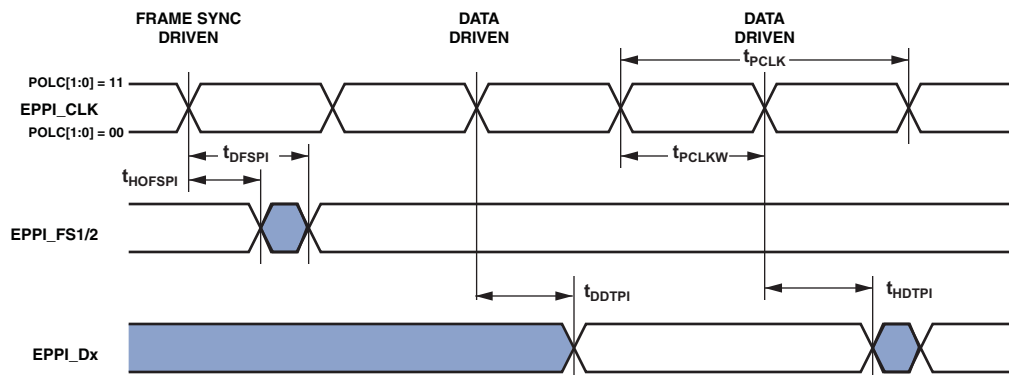 FRAME SYNC
DRIVEN
DATA
DRIVEN
DATA
DRIVEN
tPCLK
POLC[1:0] = 11
EPPI_CLK
POLC[1:0] = 00
tDFSPI
tPCLKW
tHOFSPI
EPPI_FS1/2
tDDTPI
tHDTPI
EPPI_Dx